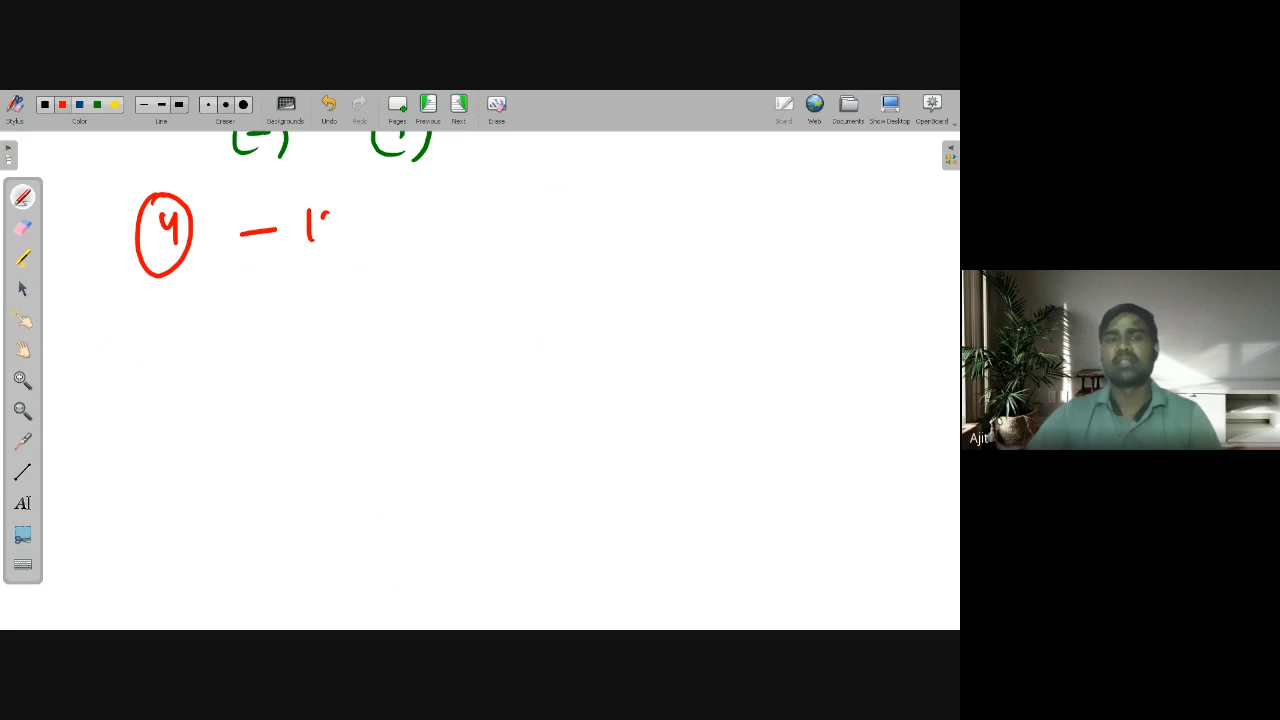 Stylus Color Line Eraser Backgrounds Undo Redo Pages Previous Next Erase Board Web Documents Show Desktop OpenBoard
4 —
AI
Ajit